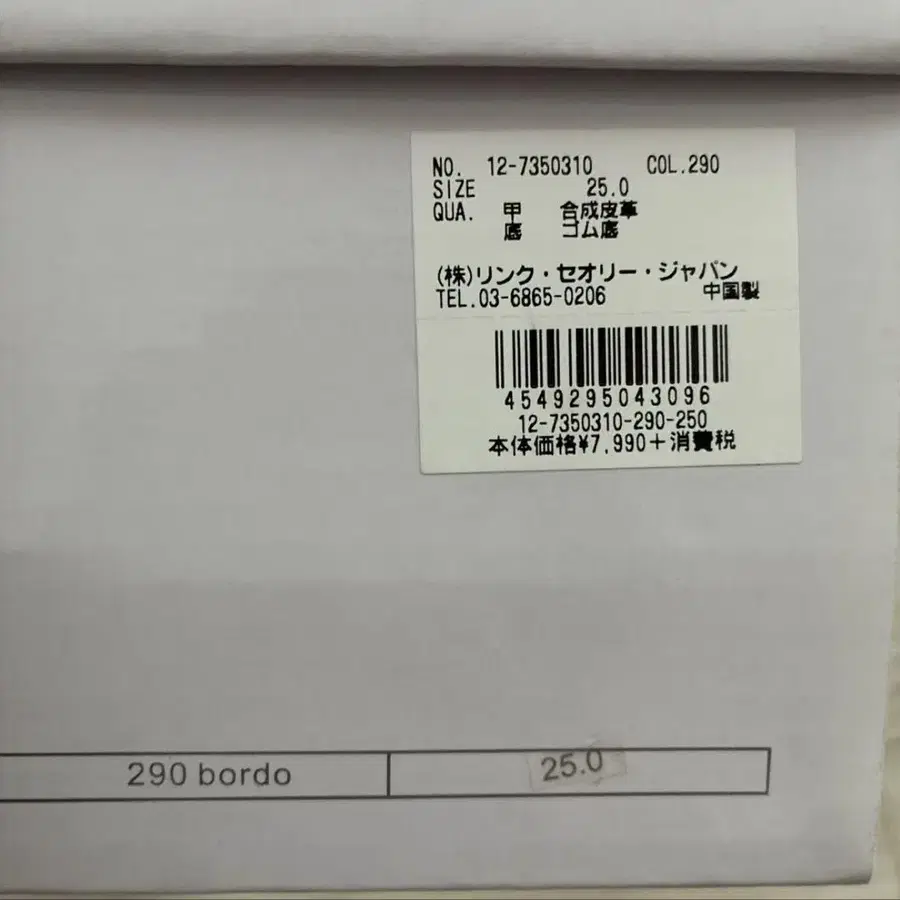 NO. 12-7350310 COL.290
SIZE 25.0
QUA. 甲 合成皮革
底 ゴム底
(株)リンク・セオリー・ジャパン
TEL.03-6865-0206 中国製
4549295043096
12-7350310-290-250
本体価格¥7,990+消費税
290 bordo 25.0